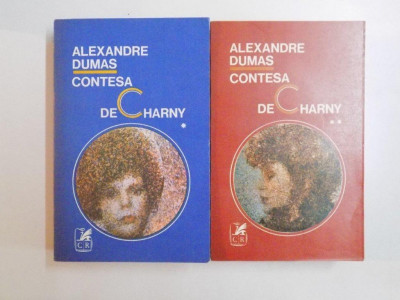 ALEXANDRE
DUMAS
CONTESA
DE CHARNY
*
C R
ALEXANDRE
DUMAS
CONTESA
DE CHARNY
**
C R